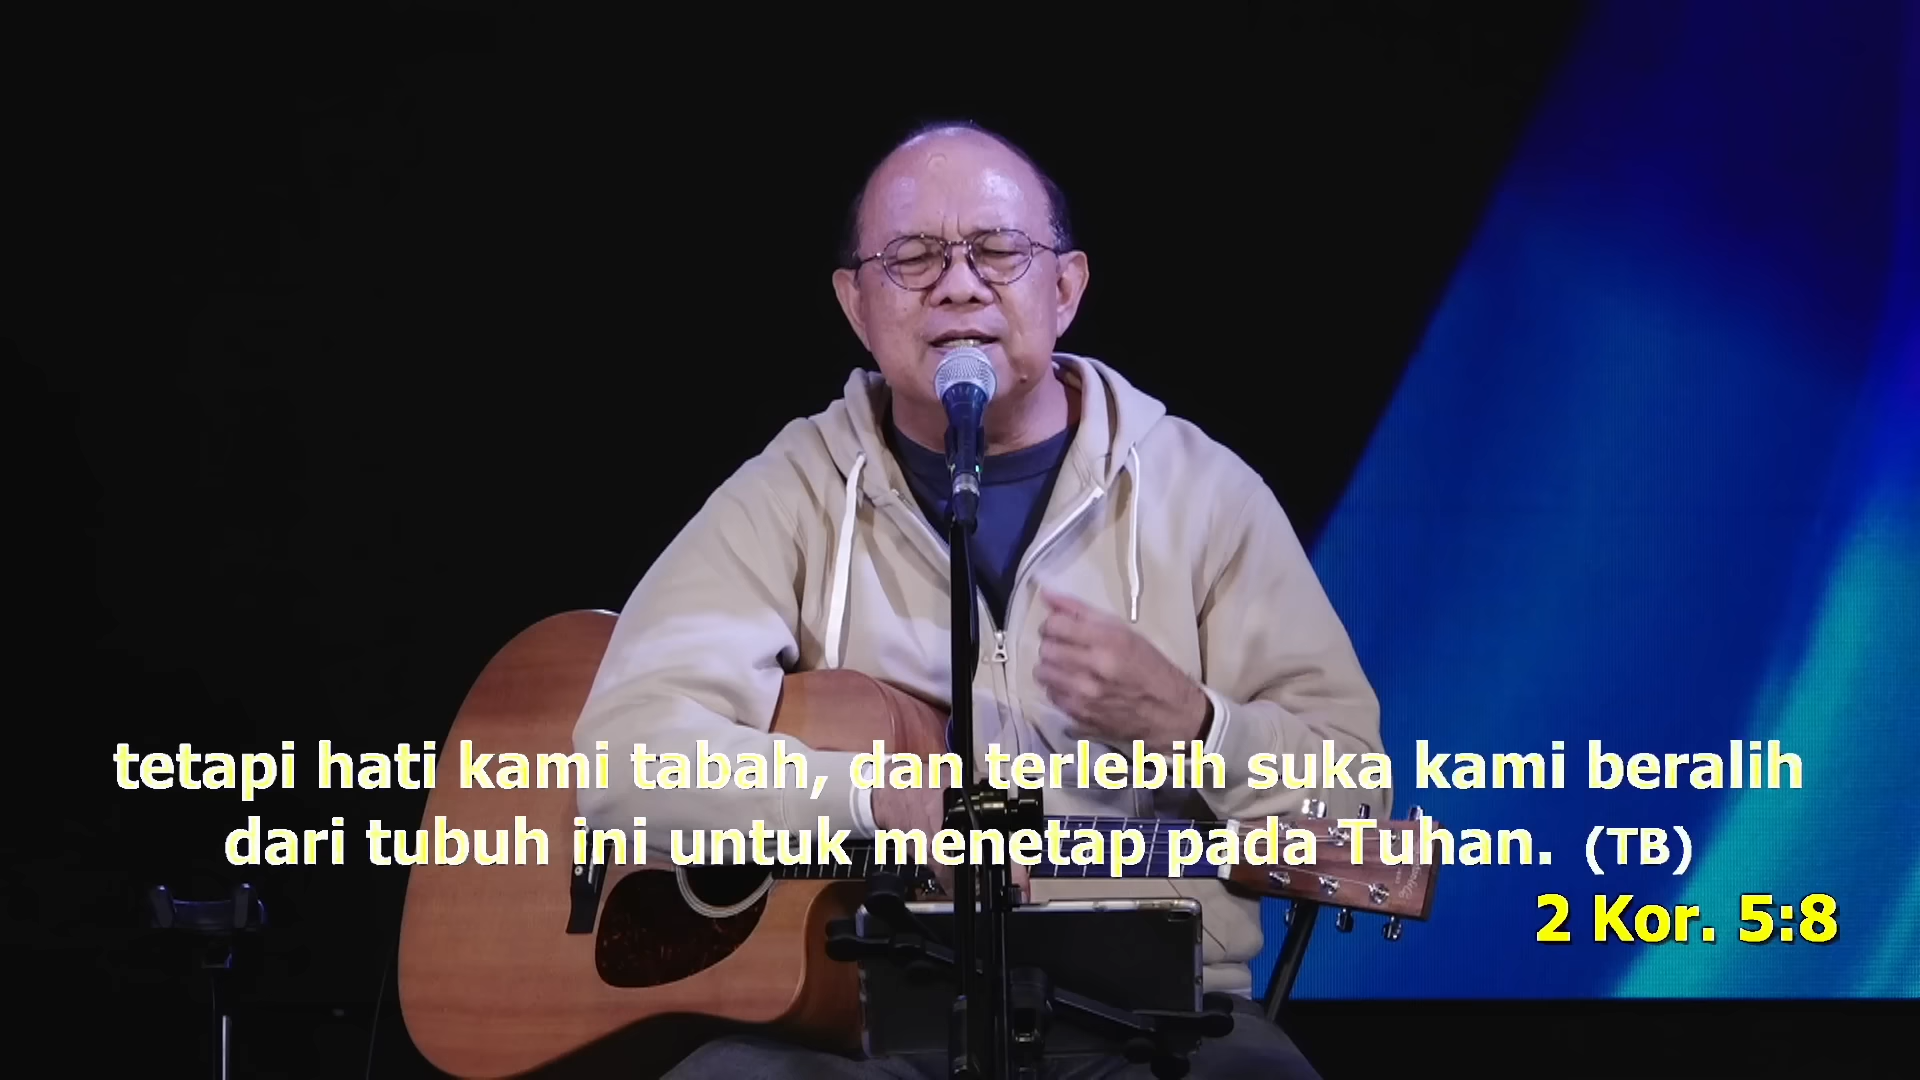 tetapi hati kami tabah, dan terlebih suka kami beralih
dari tubuh ini untuk menetap pada Tuhan. (TB)
2 Kor. 5:8